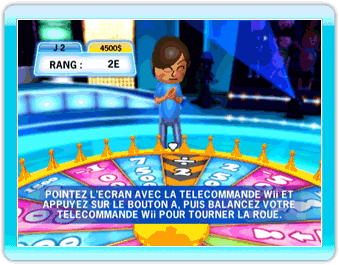 J 2
4500$
RANG :
2E
÷2
POINTEZ L'ECRAN AVEC LA TELECOMMANDE Wii ET
APPUYEZ SUR LE BOUTON A, PUIS BALANCEZ VOTRE
TELECOMMANDE Wii POUR TOURNER LA ROUE.